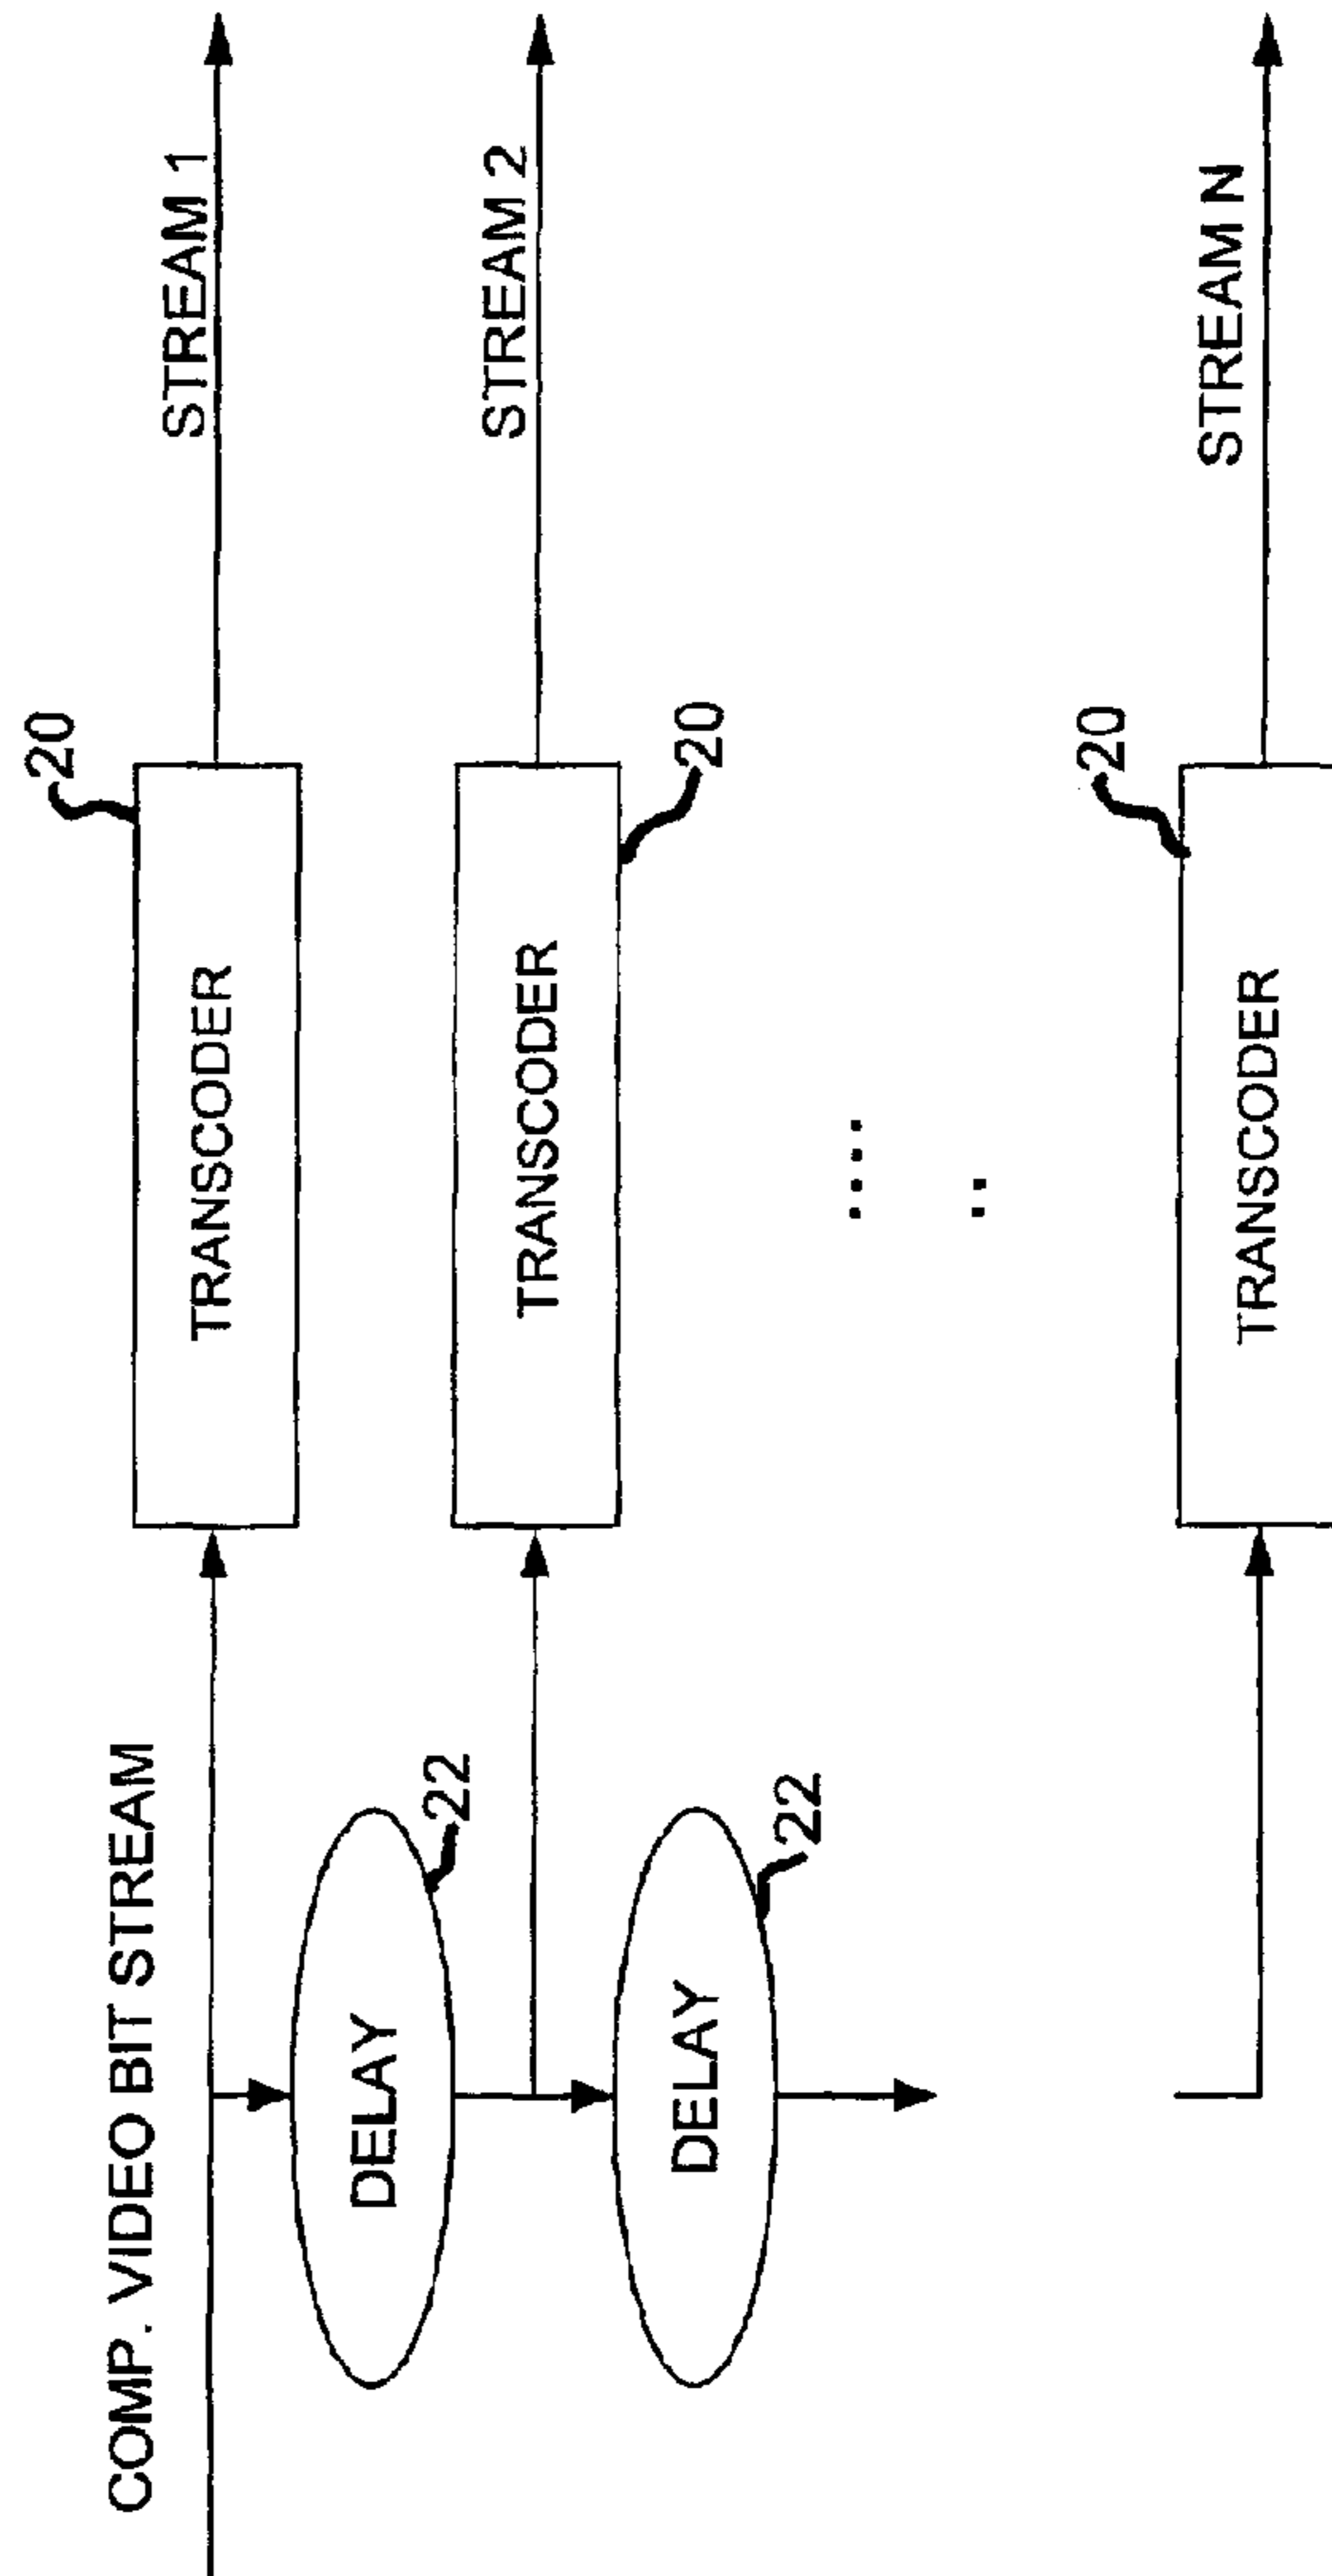 COMP. VIDEO BIT STREAM
20
TRANSCODER
STREAM 1
DELAY
22
TRANSCODER
20
STREAM 2
DELAY
22
.... ..
20
TRANSCODER
STREAM N